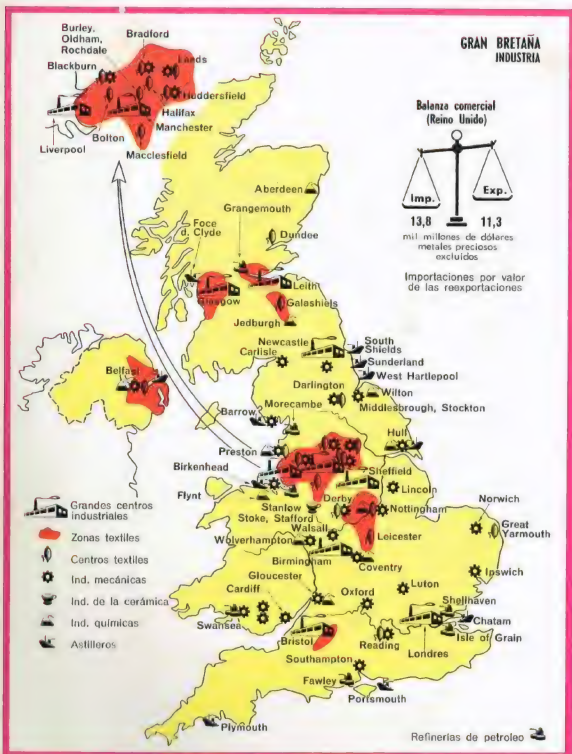 GRAN BRETAÑA
INDUSTRIA
Burley,
Oldham,
Rochdale
Bradford
Blackburn
Lands
Huddersfield
Halifax
Manchester
Bolton
Liverpool
Macclesfield
Balanza comercial
(Reino Unido)
Imp.
Exp.
13,8
11,3
mil millones de dólares
metales preciosos
excluidos
Importaciones por valor
de las reexportaciones
Aberdeen
Grangemouth
Foce
d. Clyde
Dundee
Leith
Glasgow
Galashiels
Jedburgh
Newcastle
Carlisle
South
Shields
Sunderland
West Hartlepool
Belfast
Darlington
Wilton
Middlesbrough, Stockton
Barrow
Morecambe
Hull
Preston
Birkenhead
Sheffield
Flynt
Lincoln
Stanlow
Derby
Nottingham
Stoke, Stafford
Norwich
Great
Yarmouth
Walsall
Leicester
Wolverhampton
Birmingham
Coventry
Gloucester
Luton
Ipswich
Cardiff
Oxford
Shellhaven
Swansea
Chatam
Isle of Grain
Bristol
Reading
Londres
Southampton
Fawley
Portsmouth
Plymouth
Grandes centros
industriales
Zonas textiles
Centros textiles
Ind. mecánicas
Ind. de la cerámica
Ind. químicas
Astilleros
Refinerías de petroleo